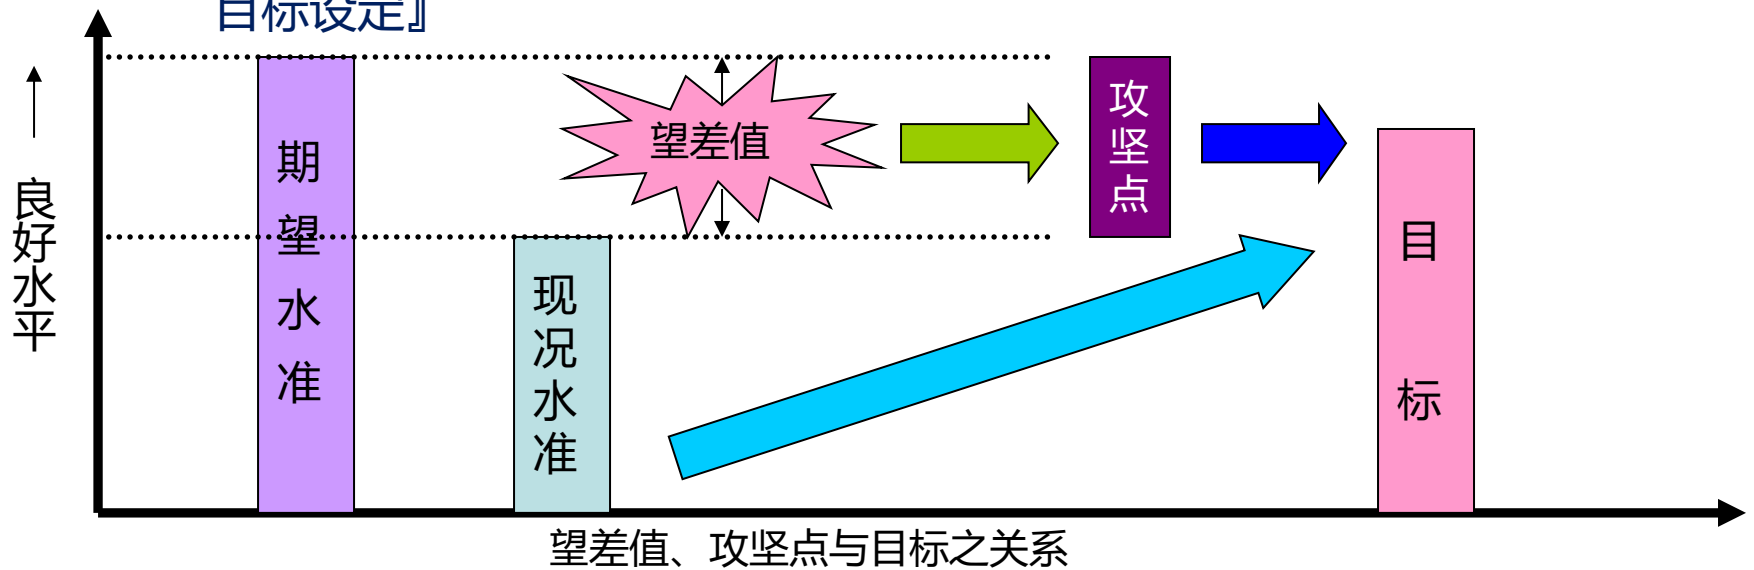 目标设定』
良好水平
期望水准
现况水准
望差值
攻坚点
目标
望差值、攻坚点与目标之关系